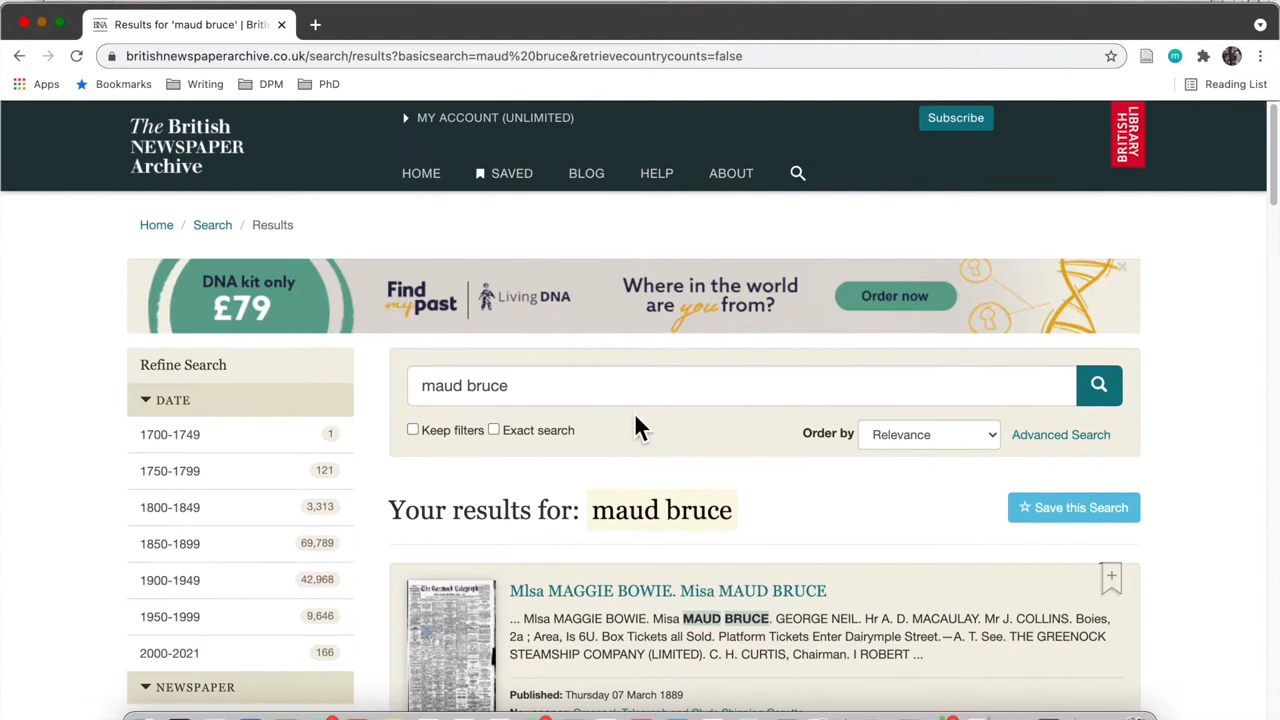 Results for 'maud bruce' | Briti
britishnewspaperarchive.co.uk/search/results?basicsearch=maud%20bruce&retrievecountrycounts=false
Apps Bookmarks Writing DPM PhD Reading List
The British
NEWSPAPER
Archive
MY ACCOUNT (UNLIMITED)
Subscribe
BRITISH
LIBRARY
HOME SAVED BLOG HELP ABOUT
Home / Search / Results
DNA kit only
£79
Find my past
Living DNA
Where in the world
are you from?
Order now
Refine Search
DATE
1700-1749 1
1750-1799 121
1800-1849 3,313
1850-1899 69,789
1900-1949 42,968
1950-1999 9,646
2000-2021 166
NEWSPAPER
maud bruce
Keep filters Exact search
Order by Relevance Advanced Search
Your results for: maud bruce
Save this Search
Mlsa MAGGIE BOWIE. Misa MAUD BRUCE
... Mlsa MAGGIE BOWIE. Misa MAUD BRUCE. GEORGE NEIL. Hr A. D. MACAULAY. Mr J. COLLINS. Boies,
2a ; Area, Is 6U. Box Tickets all Sold. Platform Tickets Enter Dairymple Street.—A. T. See. THE GREENOCK
STEAMSHIP COMPANY (LIMITED). C. H. CURTIS, Chairman. I ROBERT ...
Published: Thursday 07 March 1889